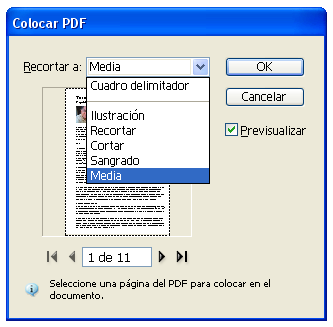 Colocar PDF
Recortar a: Media
OK
Cuadro delimitador
Cancelar
Ilustración
Recortar
Previsualizar
Cortar
Sangrado
Media
1 de 11
Seleccione una página del PDF para colocar en el
documento.